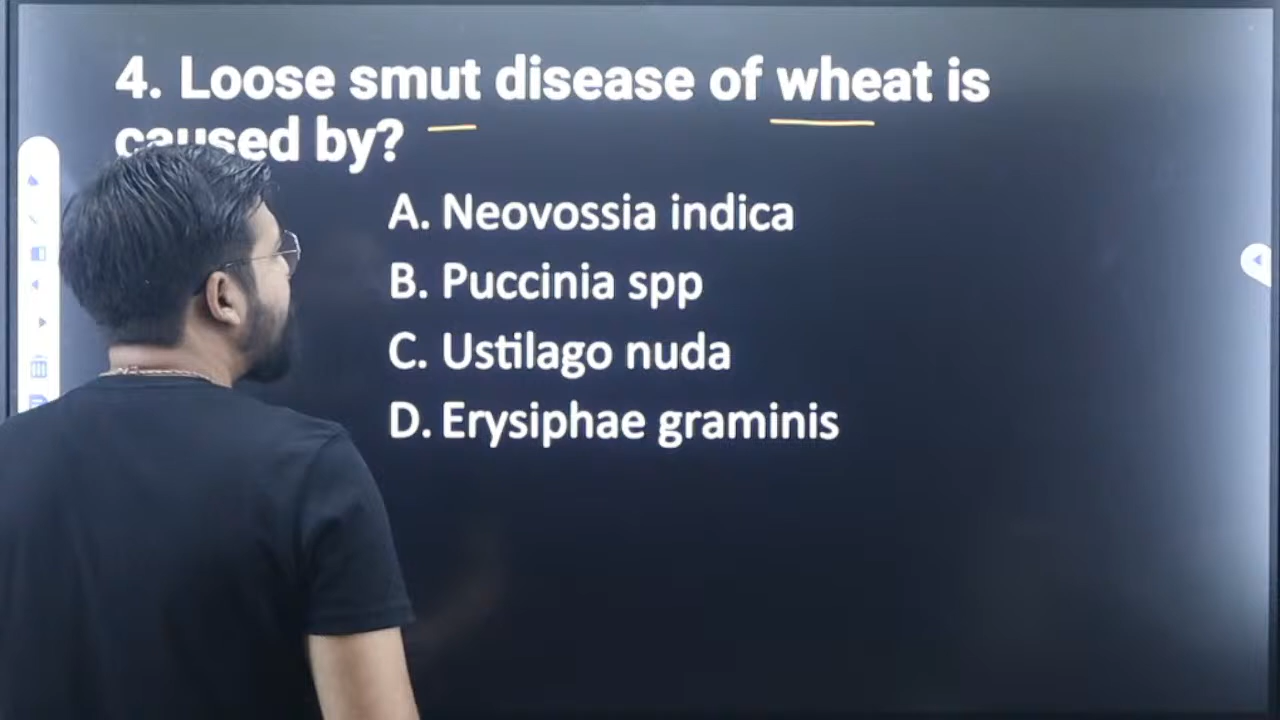 4. Loose smut disease of wheat is
caused by?
A. Neovossia indica
B. Puccinia spp
C. Ustilago nuda
D. Erysiphae graminis